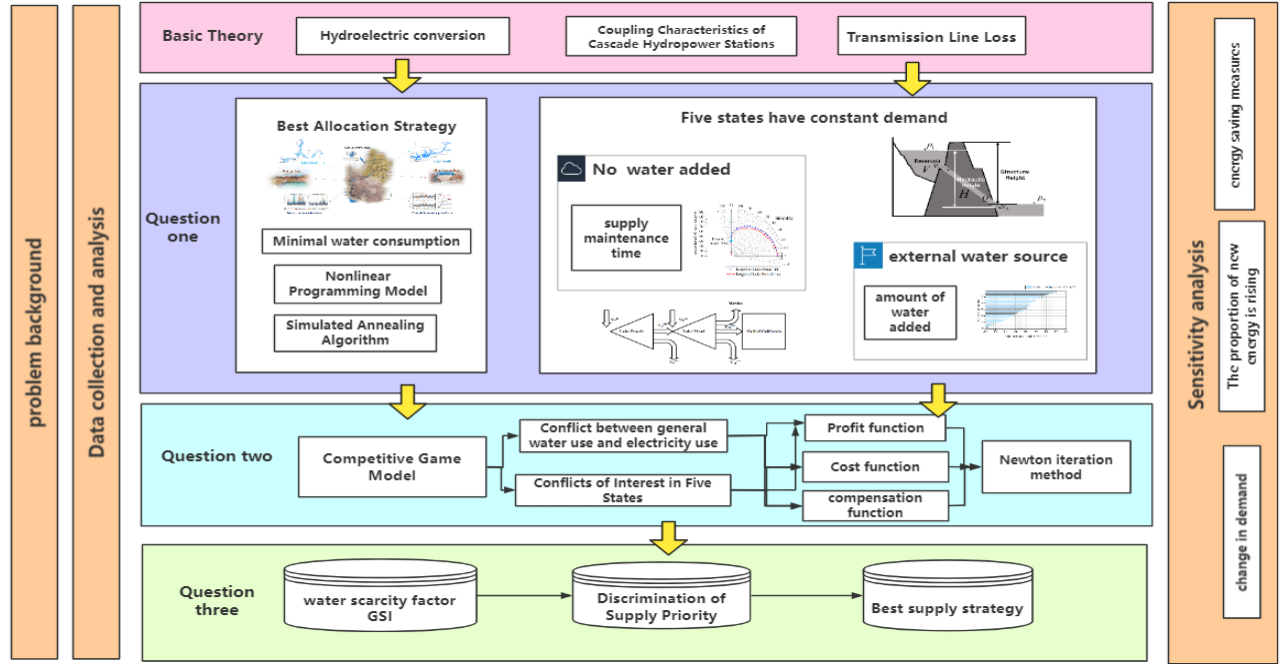 problem background
Data collection and analysis
Basic Theory
Hydroelectric conversion
Coupling Characteristics of
Cascade Hydropower Stations
Transmission Line Loss
Question
one
Best Allocation Strategy
Minimal water consumption
Nonlinear
Programming Model
Simulated Annealing
Algorithm
Five states have constant demand
No water added
supply
maintenance
time
Reservoir
V
Hydraulic
Height
H
Structural
Height
external water source
amount of
water
added
Question two
Competitive Game
Model
Conflict between general
water use and electricity use
Conflicts of Interest in Five
States
Profit function
Cost function
compensation
function
Newton iteration
method
Question
three
water scarcity factor
GSI
Discrimination of
Supply Priority
Best supply strategy
Sensitivity analysis
energy saving measures
The proportion of new
energy is rising
change in demand